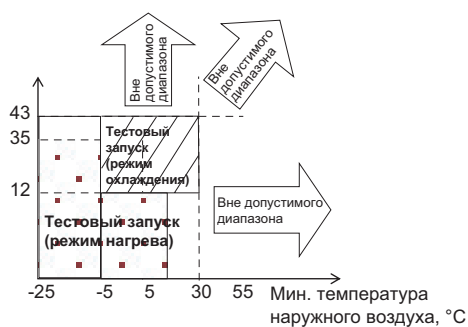 Вне
допустимого
диапазона
Вне
допустимого
диапазона
43
35
12
Тестовый
запуск
(режим
охлаждения)
Вне допустимого
диапазона
Тестовый запуск
(режим нагрева)
-25
-5
5
30
55
Мин. температура
наружного воздуха, °C